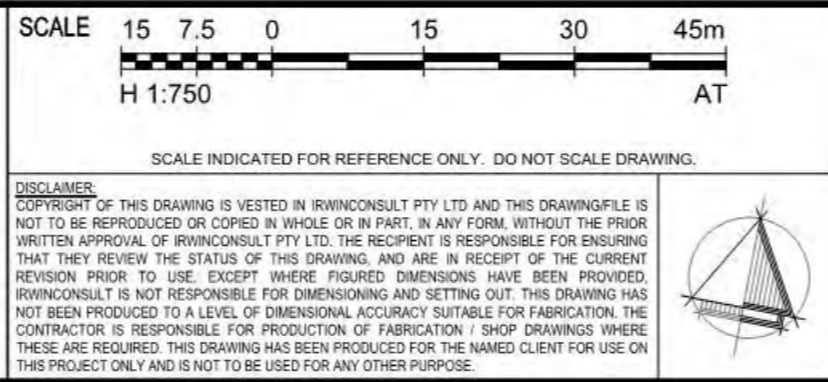 SCALE 15 7.5 0 15 30 45m
H 1:750 AT
SCALE INDICATED FOR REFERENCE ONLY. DO NOT SCALE DRAWING.
DISCLAIMER:
COPYRIGHT OF THIS DRAWING IS VESTED IN IRWINCONSULT PTY LTD AND THIS DRAWING/FILE IS
NOT TO BE REPRODUCED OR COPIED IN WHOLE OR IN PART, IN ANY FORM, WITHOUT THE PRIOR
WRITTEN APPROVAL OF IRWINCONSULT PTY LTD. THE RECIPIENT IS RESPONSIBLE FOR ENSURING
THAT THEY REVIEW THE STATUS OF THIS DRAWING, AND ARE IN RECEIPT OF THE CURRENT
REVISION PRIOR TO USE. EXCEPT WHERE FIGURED DIMENSIONS HAVE BEEN PROVIDED,
IRWINCONSULT IS NOT RESPONSIBLE FOR DIMENSIONING AND SETTING OUT. THIS DRAWING HAS
NOT BEEN PRODUCED TO A LEVEL OF DIMENSIONAL ACCURACY SUITABLE FOR FABRICATION. THE
CONTRACTOR IS RESPONSIBLE FOR PRODUCTION OF FABRICATION / SHOP DRAWINGS WHERE
THESE ARE REQUIRED. THIS DRAWING HAS BEEN PRODUCED FOR THE NAMED CLIENT FOR USE ON
THIS PROJECT ONLY AND IS NOT TO BE USED FOR ANY OTHER PURPOSE.